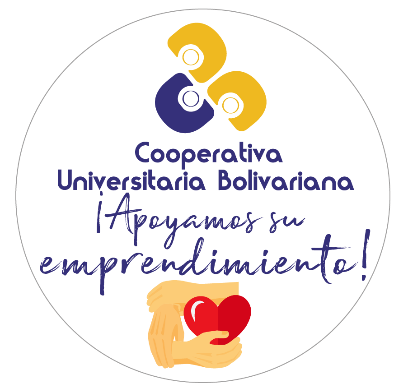 Cooperativa
Universitaria Bolivariana
¡Apoyamos su
emprendimiento!